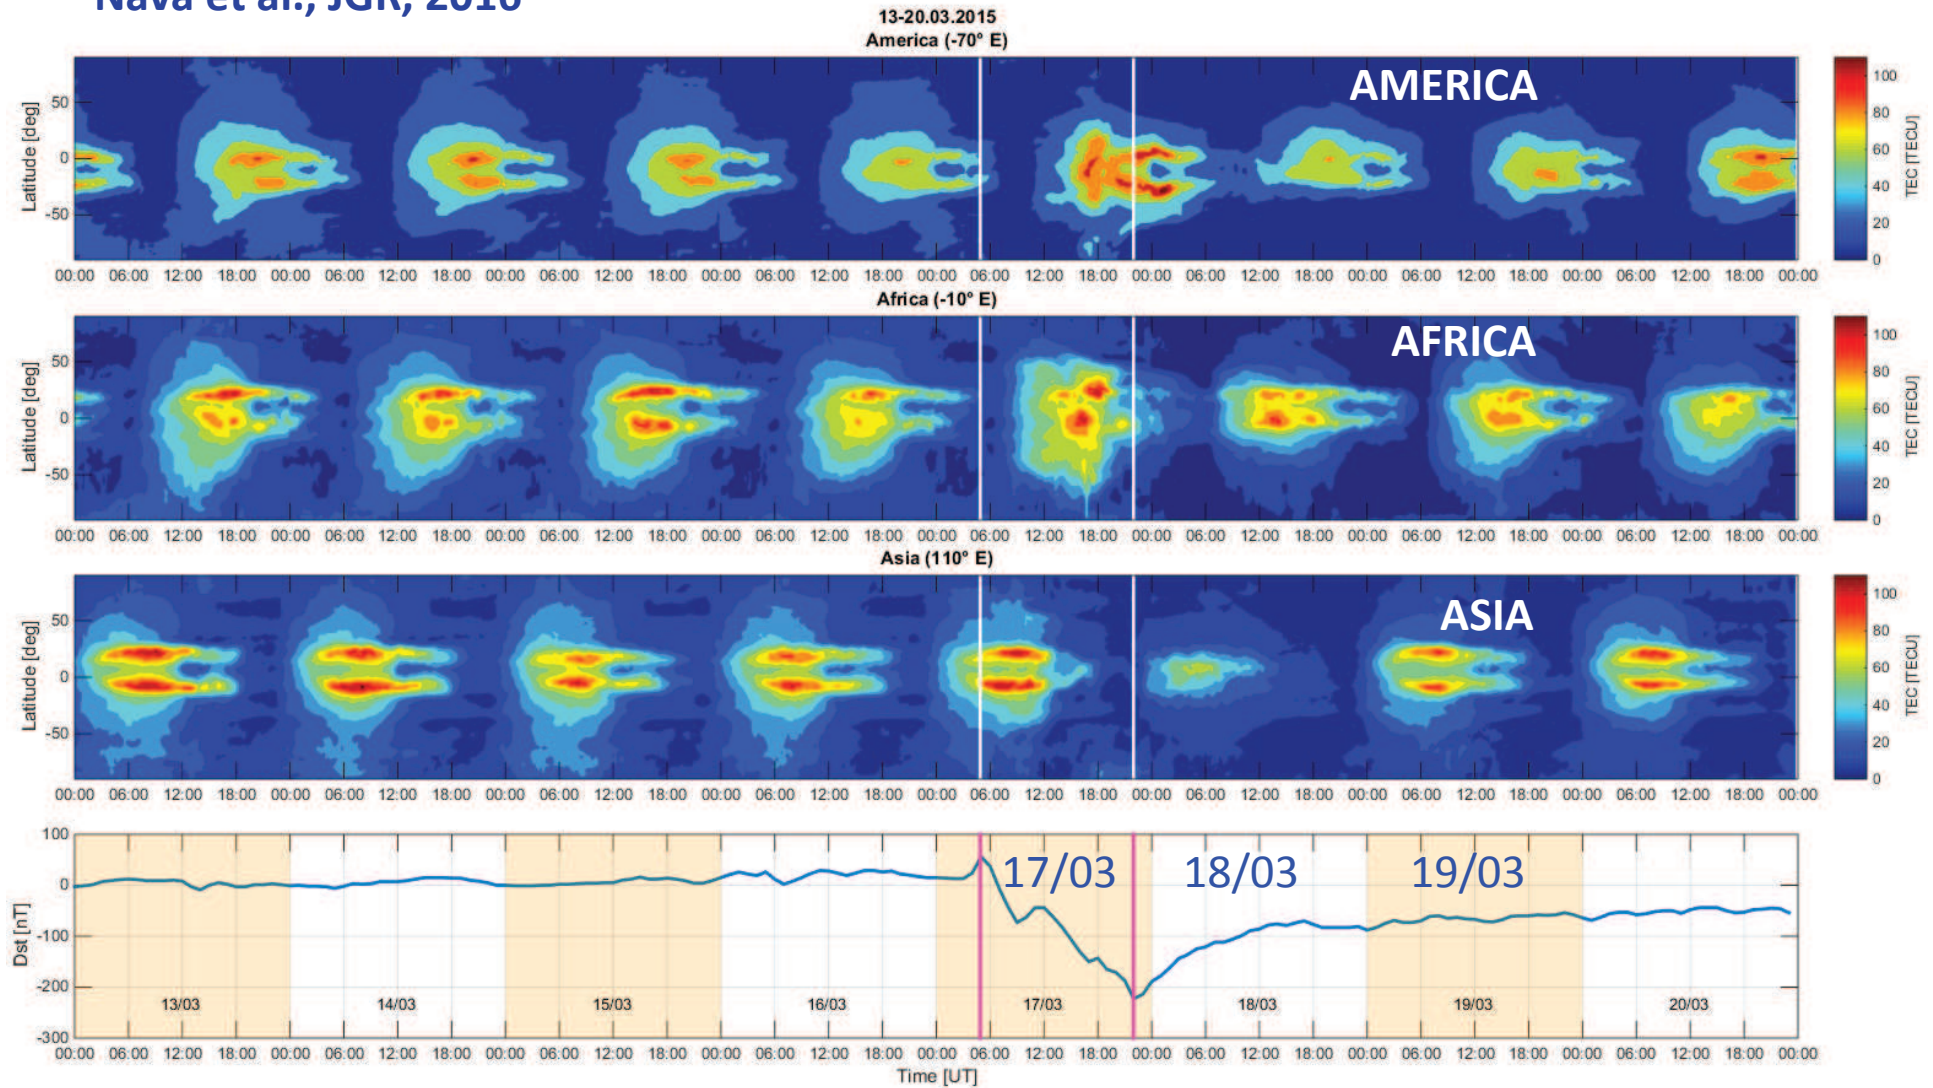 Nava et al., JGR, 2016
13-20.03.2015
America (-70° E)
AMERICA
Latitude [deg]
50
0
-50
100
80
60
40
20
0
TEC [TECU]
00:00 06:00 12:00 18:00 00:00 06:00 12:00 18:00 00:00 06:00 12:00 18:00 00:00 06:00 12:00 18:00 00:00 06:00 12:00 18:00 00:00 06:00 12:00 18:00 00:00 06:00 12:00 18:00 00:00 06:00 12:00 18:00 00:00
Africa (-10° E)
AFRICA
Latitude [deg]
50
0
-50
100
80
60
40
20
0
TEC [TECU]
00:00 06:00 12:00 18:00 00:00 06:00 12:00 18:00 00:00 06:00 12:00 18:00 00:00 06:00 12:00 18:00 00:00 06:00 12:00 18:00 00:00 06:00 12:00 18:00 00:00 06:00 12:00 18:00 00:00 06:00 12:00 18:00 00:00
Asia (110° E)
ASIA
Latitude [deg]
50
0
-50
100
80
60
40
20
0
TEC [TECU]
00:00 06:00 12:00 18:00 00:00 06:00 12:00 18:00 00:00 06:00 12:00 18:00 00:00 06:00 12:00 18:00 00:00 06:00 12:00 18:00 00:00 06:00 12:00 18:00 00:00 06:00 12:00 18:00 00:00 06:00 12:00 18:00 00:00
17/03 18/03 19/03
Dst [nT]
100
0
-100
-200
-300
13/03 14/03 15/03 16/03 17/03 18/03 19/03 20/03
00:00 06:00 12:00 18:00 00:00 06:00 12:00 18:00 00:00 06:00 12:00 18:00 00:00 06:00 12:00 18:00 00:00 06:00 12:00 18:00 00:00 06:00 12:00 18:00 00:00 06:00 12:00 18:00 00:00 06:00 12:00 18:00 00:00
Time [UT]